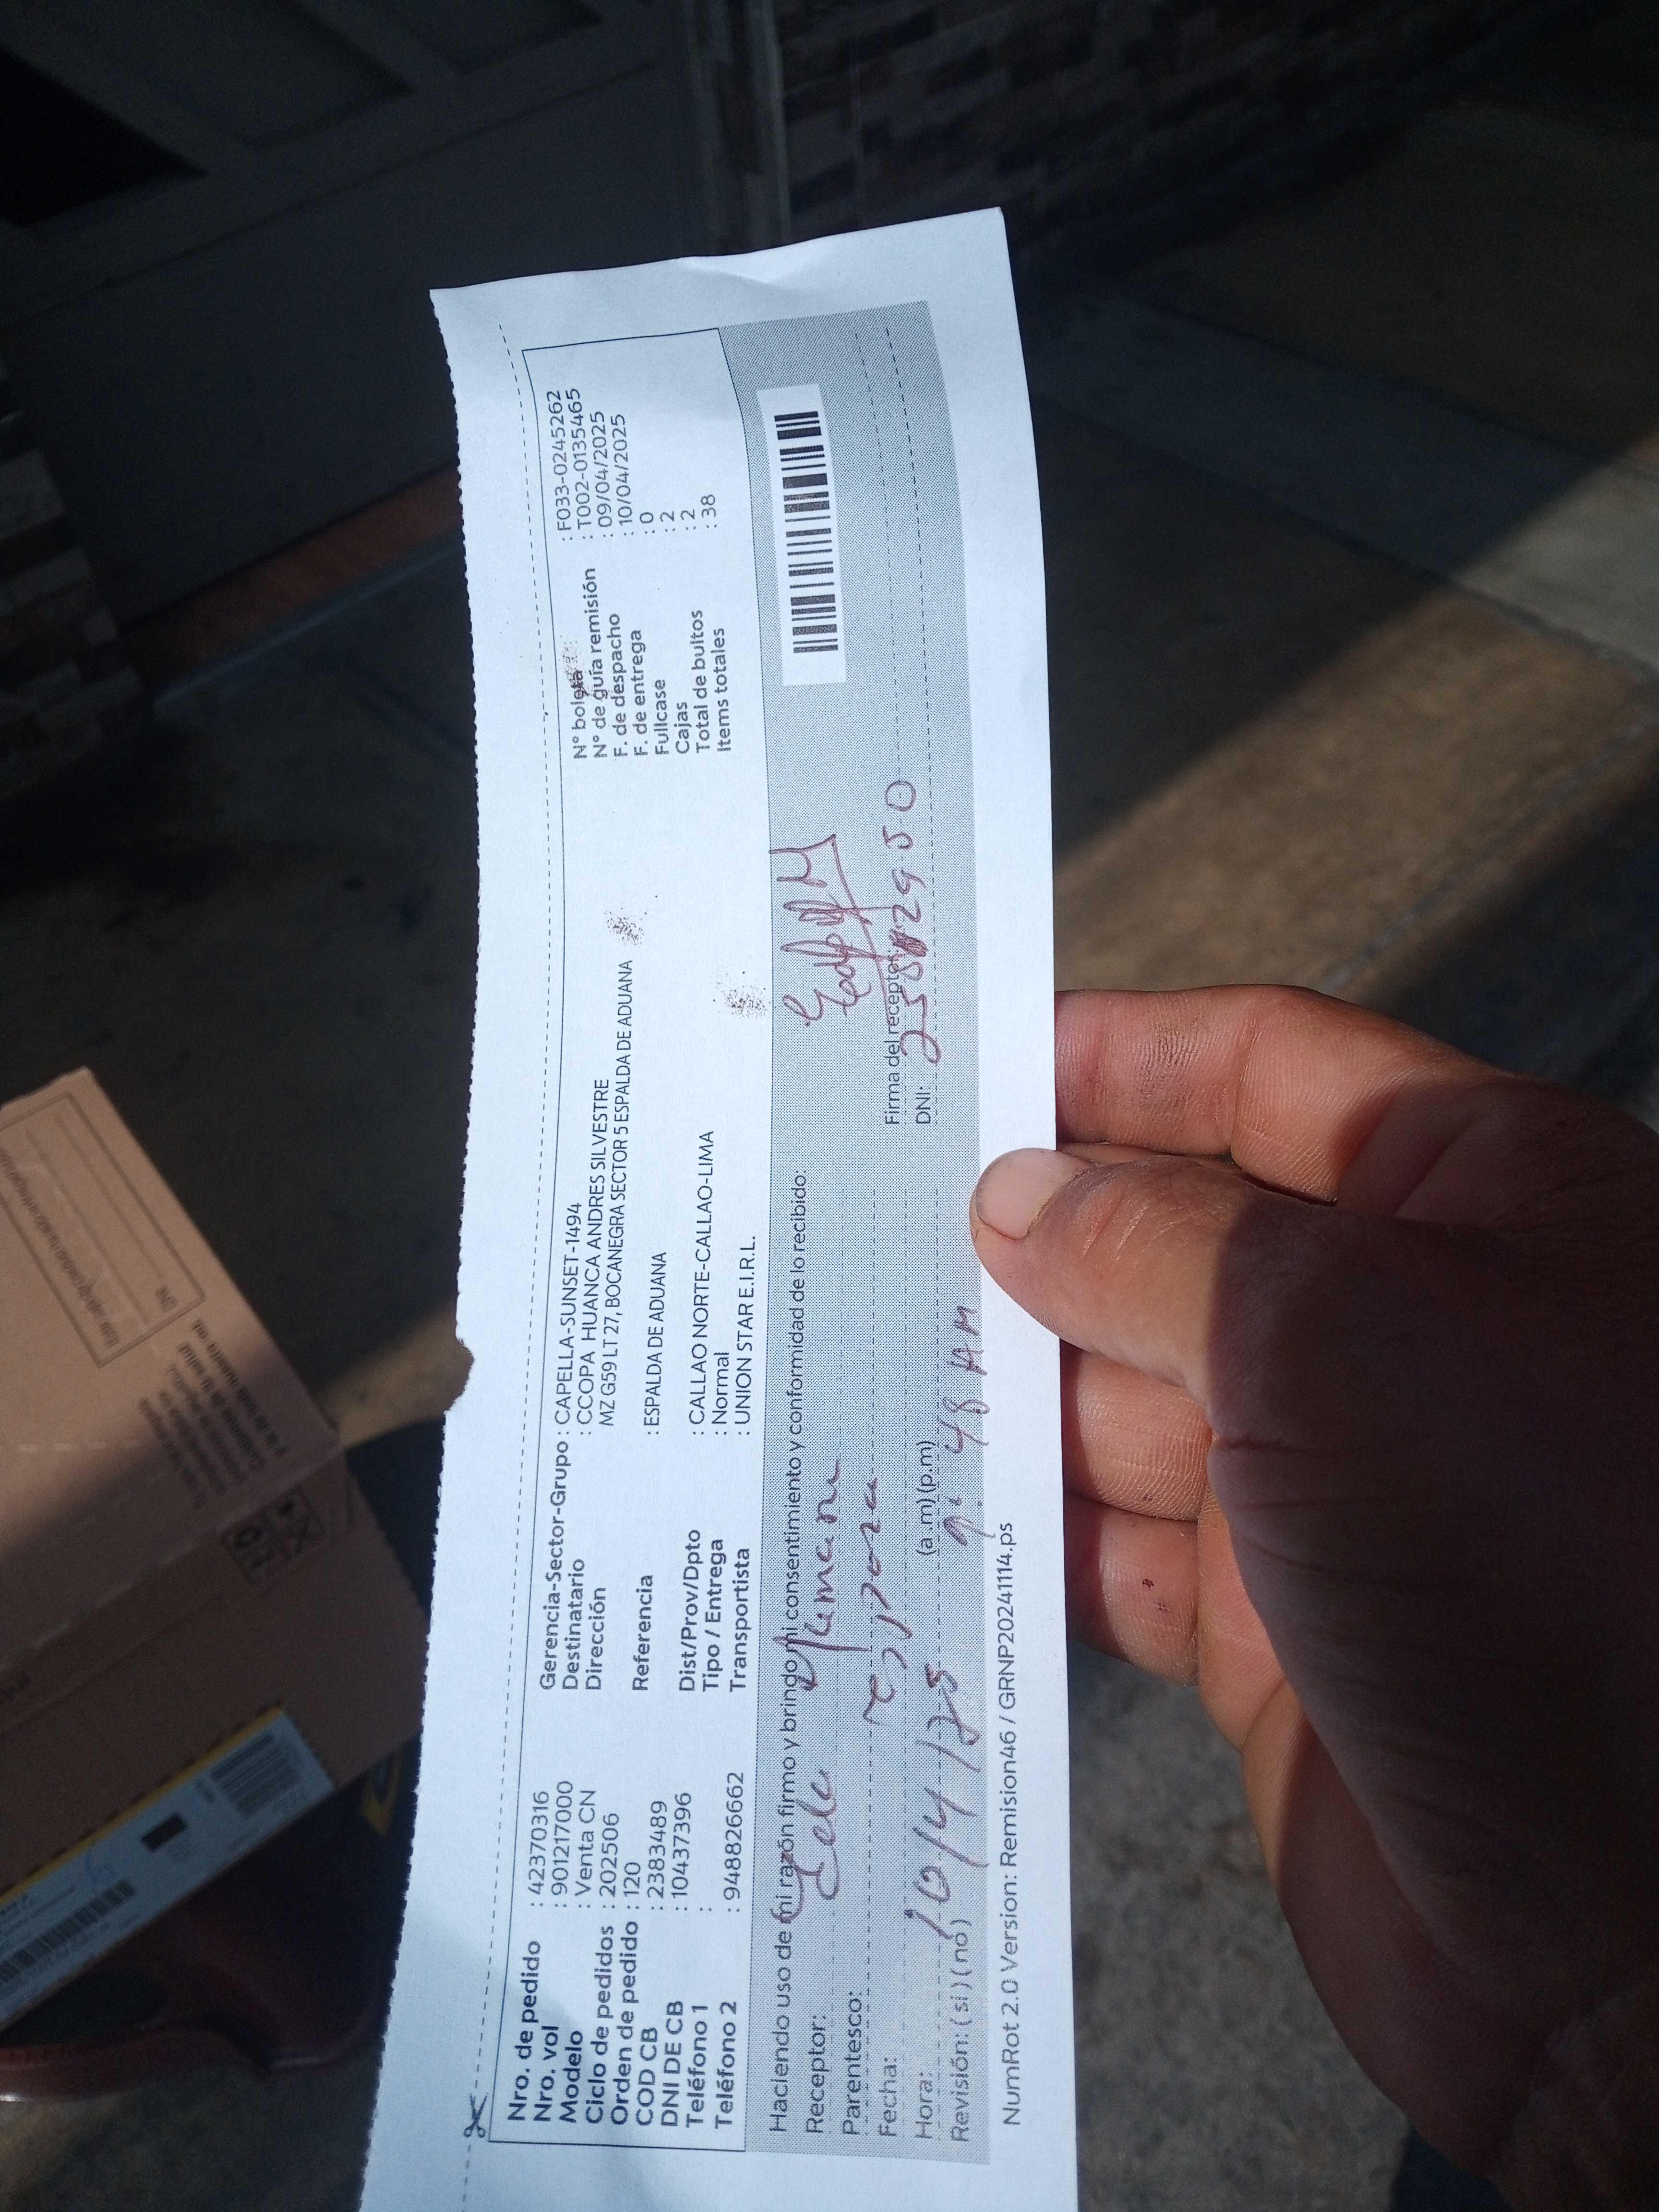 Nro. de pedido : 42370316
Nro. vol : 901217000
Modelo : Venta CN
Ciclo de pedidos : 202506
Orden de pedido : 120
COD CB : 2383489
DNI DE CB : 10437396
Teléfono 1 :
Teléfono 2 : 948826662
Gerencia-Sector-Grupo : CAPELLA-SUNSET-1494
Destinatario : CCOPA HUANCA ANDRES SILVESTRE
Dirección MZ G59 LT 27, BOCANEGRA SECTOR 5 ESPALDA DE ADUANA
Referencia : ESPALDA DE ADUANA
Dist/Prov/Dpto : CALLAO NORTE-CALLAO-LIMA
Tipo / Entrega : Normal
Transportista : UNION STAR E.I.R.L.
N° boleta : F033-0245262
N° de guía remisión : T002-0135465
F. de despacho : 09/04/2025
F. de entrega : 10/04/2025
Fullcase : 0
Cajas : 2
Total de bultos : 2
Items totales : 38
Haciendo uso de mi razón firmo y brindo mi consentimiento y conformidad de lo recibido:
Receptor:
Parentesco: esposa
Fecha: 10/4/25
Hora: (a.m) (p.m) 9:48 AM
Revisión: ( si ) ( no )
Firma del receptor
DNI:
NumRot 2.0 Version: Remision46 / GRNP20241114.ps